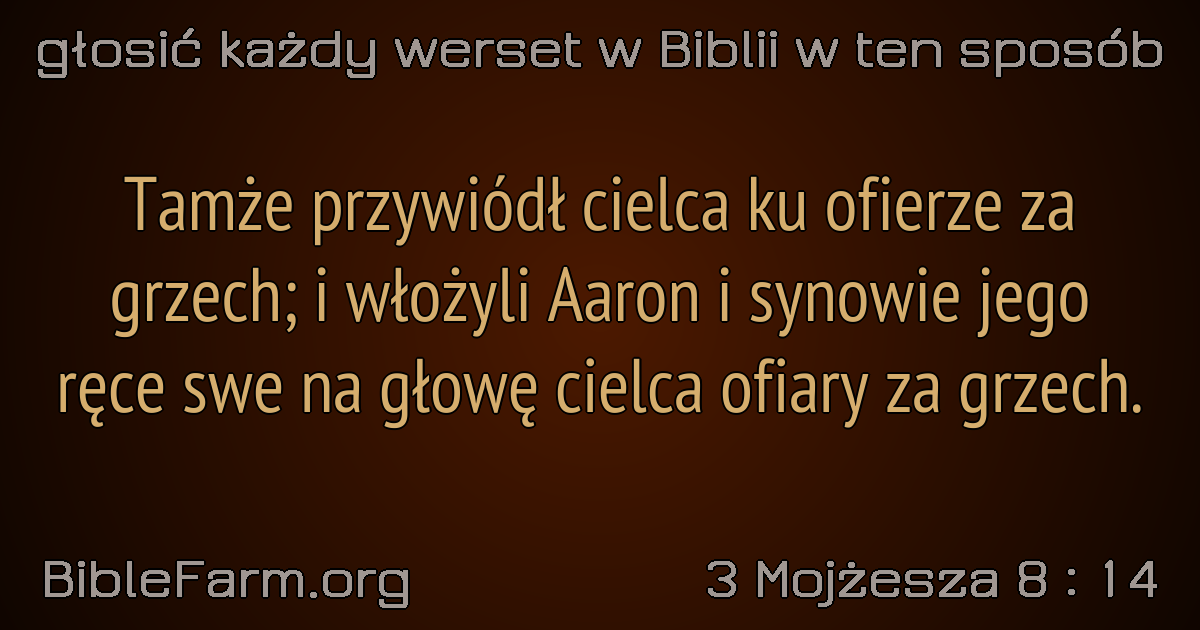 głosić każdy werset w Biblii w ten sposób
Tamże przywiódł cielca ku ofierze za
grzech; i włożyli Aaron i synowie jego
ręce swe na głowę cielca ofiary za grzech.
BibleFarm.org
3 Mojżesza 8 : 14